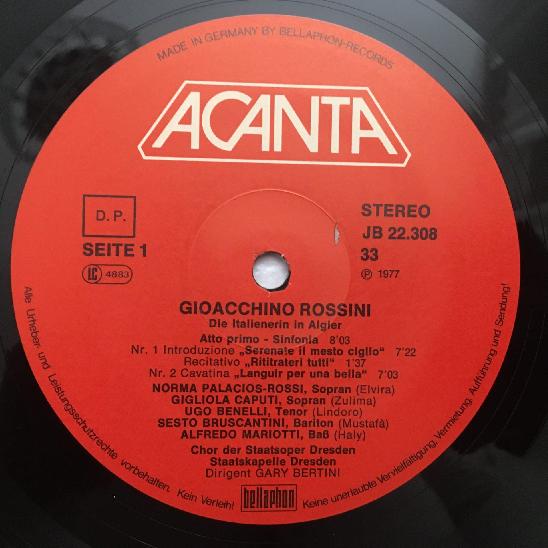 MADE IN GERMANY BY BELLAPHON-RECORDS
ACANTA
D. P.
SEITE 1
LC 4883
STEREO
JB 22.308
33
Ⓟ 1977
GIOACCHINO ROSSINI
Die Italienerin in Algier
Atto primo - Sinfonia 8'03
Nr. 1 Introduzione „Serenate il mesto ciglio“ 7'22
Recitativo „Rititrateri tutti“ 1'37
Nr. 2 Cavatina „Languir per una bella“ 7'03
NORMA PALACIOS-ROSSI, Sopran (Elvira)
GIGLIOLA CAPUTI, Sopran (Zulima)
UGO BENELLI, Tenor (Lindoro)
SESTO BRUSCANTINI, Bariton (Mustafà)
ALFREDO MARIOTTI, Baß (Haly)
Chor der Staatsoper Dresden
Staatskapelle Dresden
Dirigent GARY BERTINI
bellaphon
Alle Urheber- und Leistungsschutzrechte vorbehalten. Kein Verleih! Keine unerlaubte Vervielfältigung, Vermietung, Aufführung und Sendung!